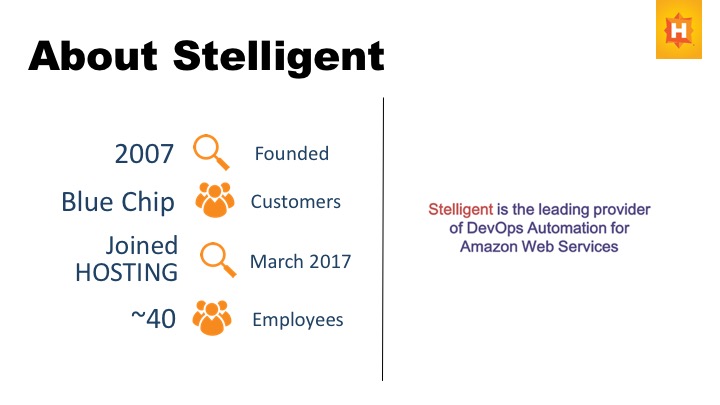 About Stelligent
H
2007 Founded
Blue Chip Customers
Joined
HOSTING March 2017
~40 Employees
Stelligent is the leading provider
of DevOps Automation for
Amazon Web Services